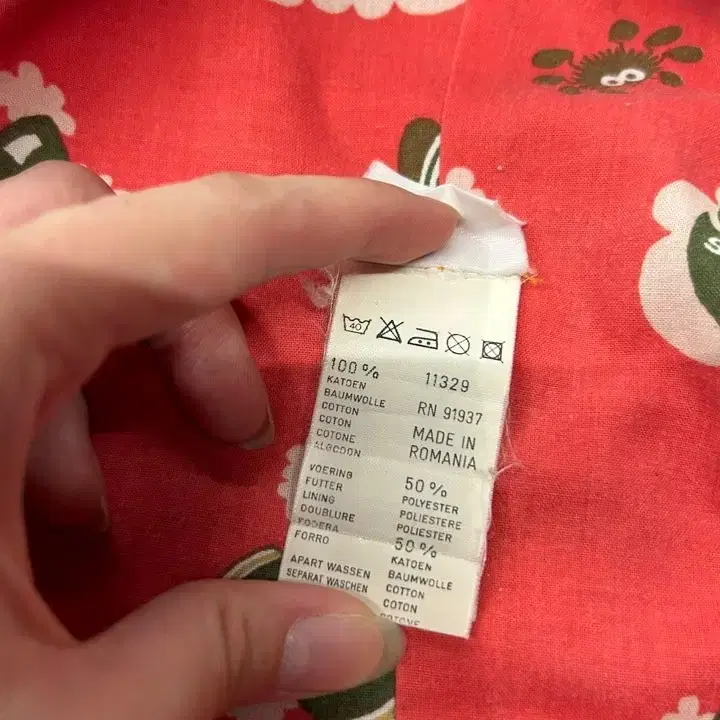 40
100%
KATOEN
BAUMWOLLE
COTTON
COTON
COTONE
ALGODON
11329
RN 91937
MADE IN
ROMANIA
VOERING
FUTTER
LINING
DOUBLURE
FODERA
FORRO
50%
POLYESTER
POLIESTERE
POLIESTER
50%
KATOEN
BAUMWOLLE
COTTON
COTON
COTONE
APART WASSEN
SEPARAT WASCHEN